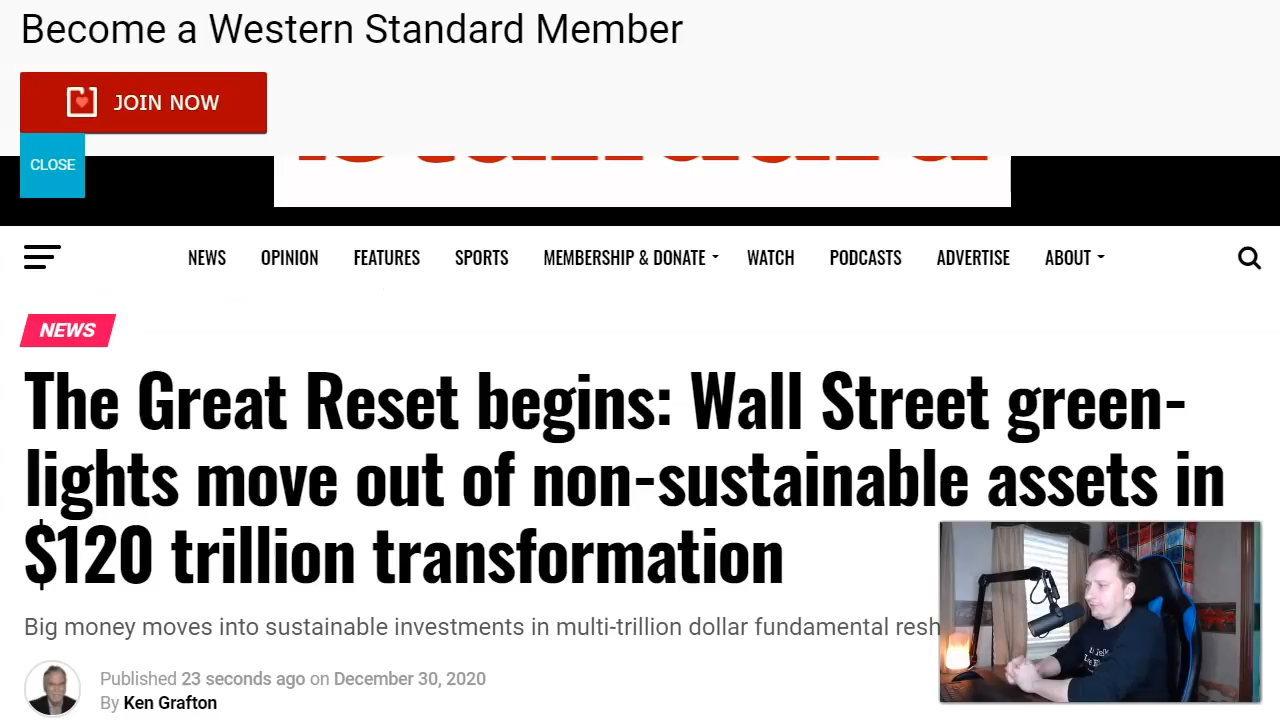 Become a Western Standard Member
JOIN NOW
CLOSE
NEWS OPINION FEATURES SPORTS MEMBERSHIP & DONATE WATCH PODCASTS ADVERTISE ABOUT
NEWS
The Great Reset begins: Wall Street green-
lights move out of non-sustainable assets in
$120 trillion transformation
Big money moves into sustainable investments in multi-trillion dollar fundamental resh
Published 23 seconds ago on December 30, 2020
By Ken Grafton